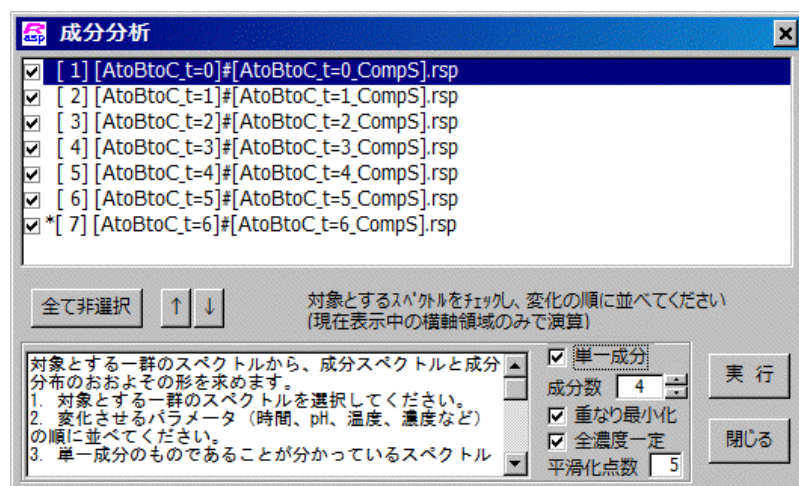 Rasp 成分分析
[ 1] [AtoBtoC_t=0]#[AtoBtoC_t=0_CompS].rsp
[ 2] [AtoBtoC_t=1]#[AtoBtoC_t=1_CompS].rsp
[ 3] [AtoBtoC_t=2]#[AtoBtoC_t=2_CompS].rsp
[ 4] [AtoBtoC_t=3]#[AtoBtoC_t=3_CompS].rsp
[ 5] [AtoBtoC_t=4]#[AtoBtoC_t=4_CompS].rsp
[ 6] [AtoBtoC_t=5]#[AtoBtoC_t=5_CompS].rsp
*[ 7] [AtoBtoC_t=6]#[AtoBtoC_t=6_CompS].rsp
全て非選択 ↑ ↓
対象とするスペクトルをチェックし、変化の順に並べてください
(現在表示中の横軸領域のみで演算)
対象とする一群のスペクトルから、成分スペクトルと成分
分布のおおよその形を求めます。
1. 対象とする一群のスペクトルを選択してください。
2. 変化させるパラメータ（時間、pH、温度、濃度など）
の順に並べてください。
3. 単一成分のものであることが分かっているスペクトル
単一成分
成分数 4
重なり最小化
全濃度一定
平滑化点数 5
実 行
閉じる